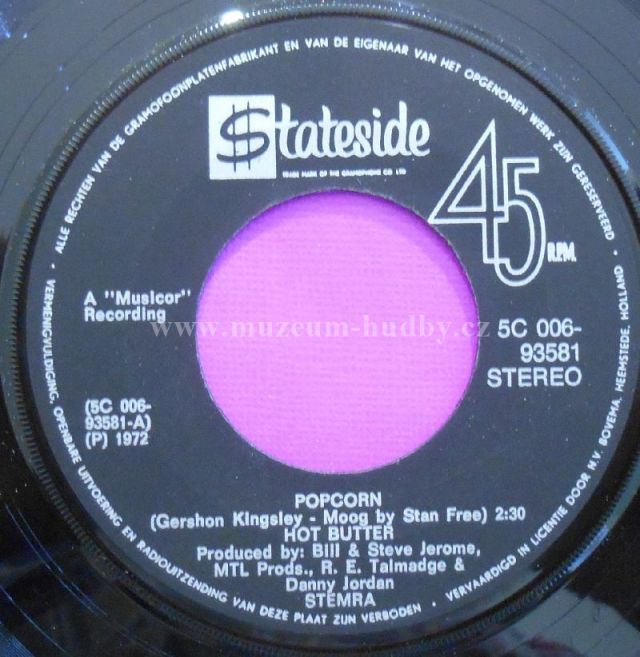 ALLE RECHTEN VAN DE GRAMOFOONPLATENFABRIKANT EN VAN DE EIGENAAR VAN HET OPGENOMEN WERK ZIJN GERESERVEERD
$tateside
TRADE MARK OF THE GRAMOPHONE CO LTD
45
R.P.M.
A "Musicor"
Recording
www.muzeum-hudby.cz
5C 006-
93581
STEREO
(5C 006-
93581-A)
(P) 1972
POPCORN
(Gershon Kingsley - Moog by Stan Free) 2:30
HOT BUTTER
Produced by: Bill & Steve Jerome,
MTL Prods., R. E. Talmadge &
Danny Jordan
STEMRA
VERMENIGVULDIGING, OPENBARE UITVOERING EN RADIOUITZENDING VAN DEZE PLAAT ZIJN VERBODEN · VERVAARDIGD IN LICENTIE DOOR N.V. BOVEMA, HEEMSTEDE, HOLLAND